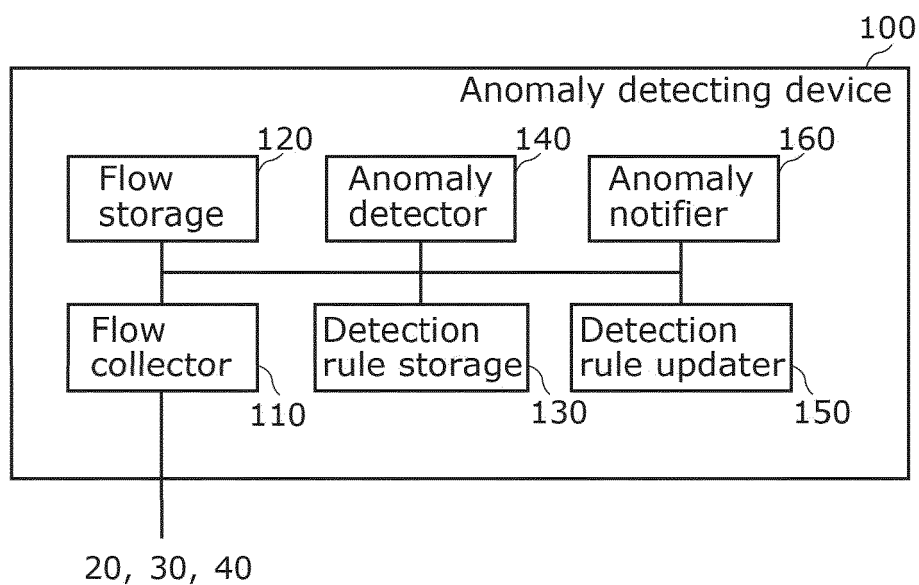 100
Anomaly detecting device
120
140
160
Flow
storage
Anomaly
detector
Anomaly
notifier
Flow
collector
Detection
rule storage
Detection
rule updater
110
130
150
20, 30, 40